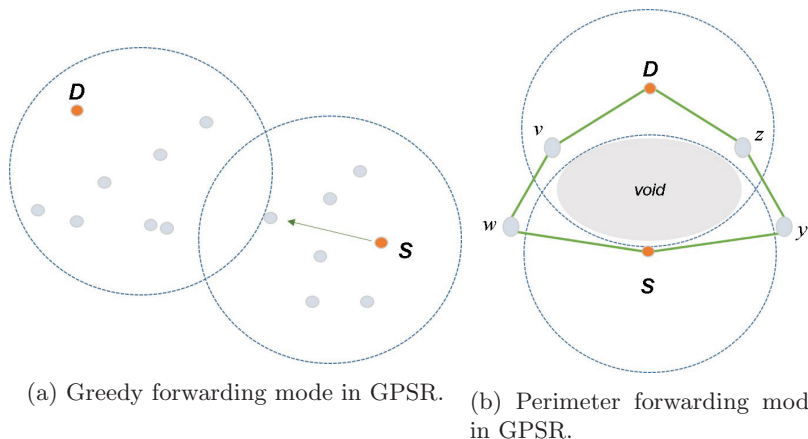 D
S
(a) Greedy forwarding mode in GPSR.
D
v
z
void
w
y
S
(b) Perimeter forwarding mod
in GPSR.